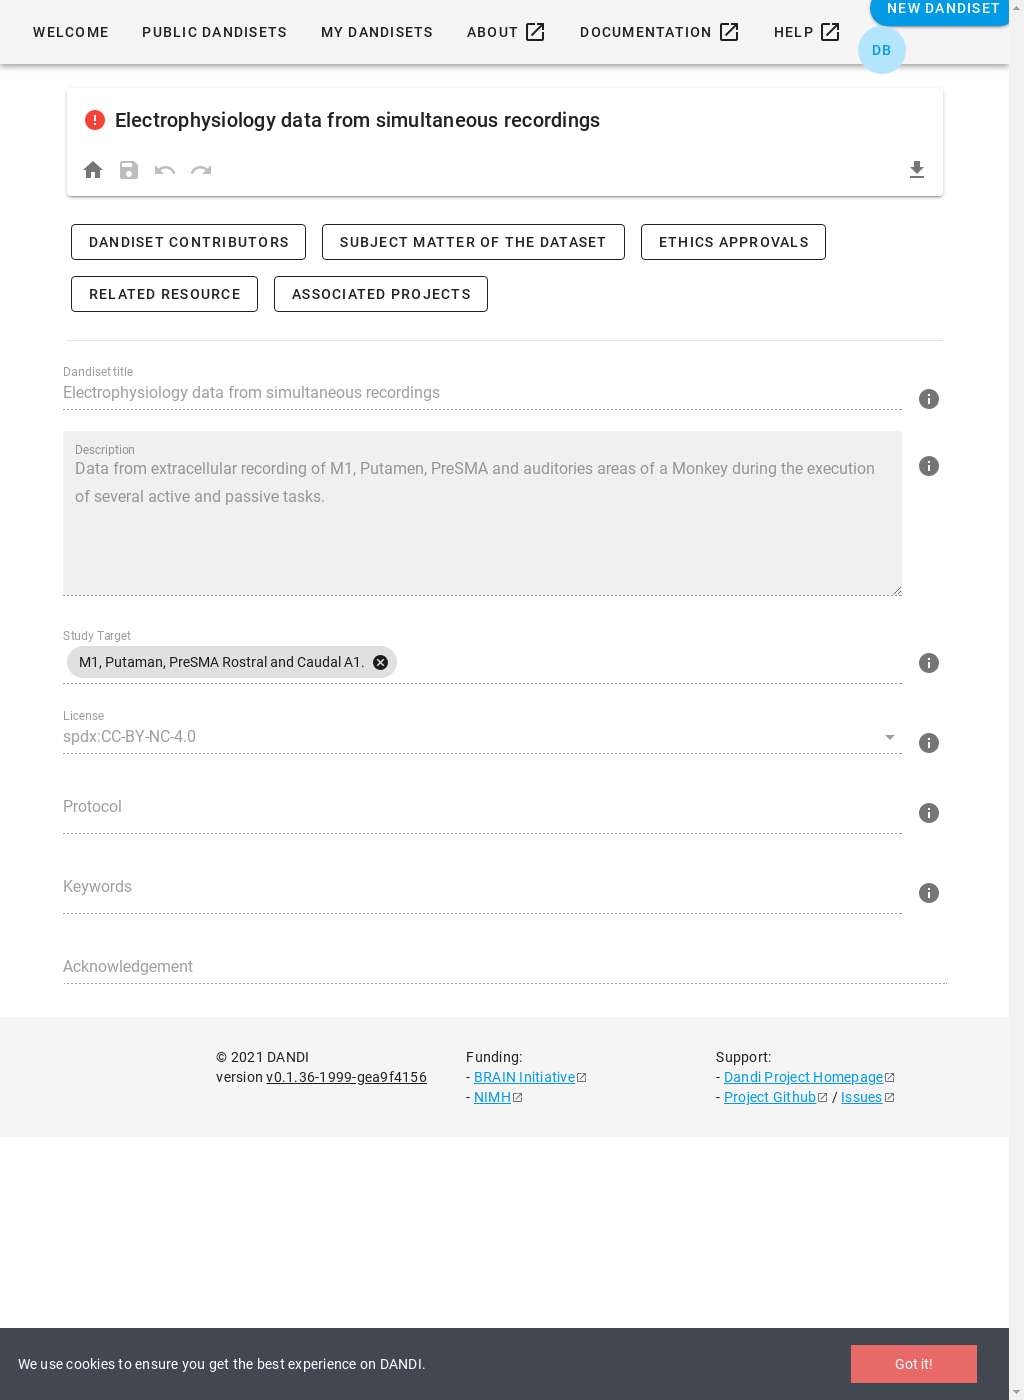 NEW DANDISET
WELCOME PUBLIC DANDISETS MY DANDISETS ABOUT DOCUMENTATION HELP
DB
Electrophysiology data from simultaneous recordings
DANDISET CONTRIBUTORS SUBJECT MATTER OF THE DATASET ETHICS APPROVALS
RELATED RESOURCE ASSOCIATED PROJECTS
Dandiset title
Electrophysiology data from simultaneous recordings
Description
Data from extracellular recording of M1, Putamen, PreSMA and auditories areas of a Monkey during the execution
of several active and passive tasks.
Study Target
M1, Putaman, PreSMA Rostral and Caudal A1.
License
spdx:CC-BY-NC-4.0
Protocol
Keywords
Acknowledgement
© 2021 DANDI
version v0.1.36-1999-gea9f4156
Funding:
- BRAIN Initiative
- NIMH
Support:
- Dandi Project Homepage
- Project Github / Issues
We use cookies to ensure you get the best experience on DANDI.
Got it!